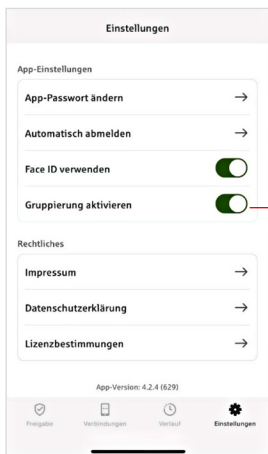 Einstellungen
App-Einstellungen
App-Passwort ändern
Automatisch abmelden
Face ID verwenden
Gruppierung aktivieren
Rechtliches
Impressum
Datenschutzerklärung
Lizenzbestimmungen
App-Version: 4.2.4 (629)
Freigabe Verbindungen Verlauf Einstellungen